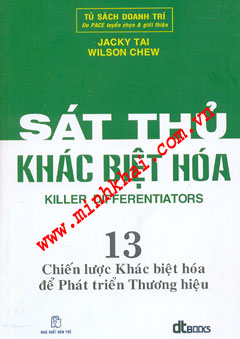 TỦ SÁCH DOANH TRÍ
Do PACE tuyển chọn & giới thiệu
JACKY TAI
WILSON CHEW
SÁT THỦ
KHÁC BIỆT HÓA
KILLER DIFFERENTIATORS
www.minhkhai.com.vn
13
Chiến lược Khác biệt hóa
để Phát triển Thương hiệu
NHÀ XUẤT BẢN TRẺ
dtBOOKS